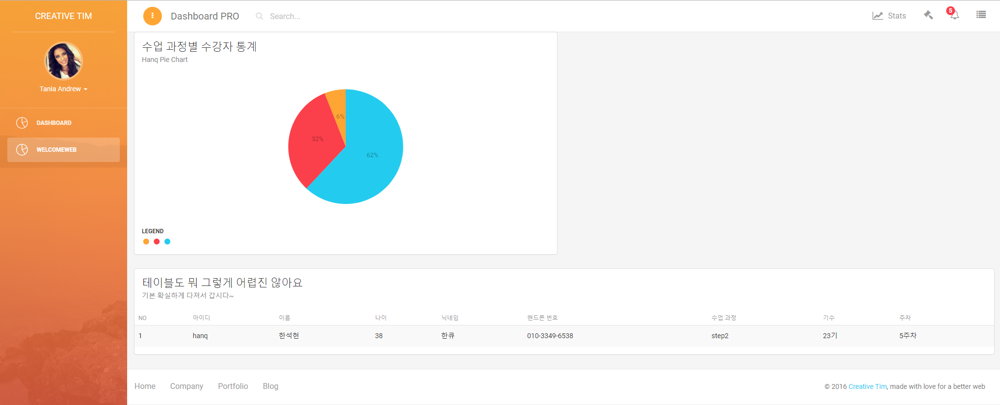 CREATIVE TIM
Tania Andrew
DASHBOARD
WELCOMEWEB
Dashboard PRO
Search...
Stats
5
수업 과정별 수강자 통계
Hanq Pie Chart
6%
32%
62%
LEGEND
테이블도 뭐 그렇게 어렵진 않아요
기본 확실하게 다져서 갑시다~
NO 아이디 이름 나이 닉네임 핸드폰 번호 수업 과정 기수 주차
1 hanq 한석현 38 한큐 010-3349-6538 step2 23기 5주차
Home Company Portfolio Blog
© 2016 Creative Tim, made with love for a better web